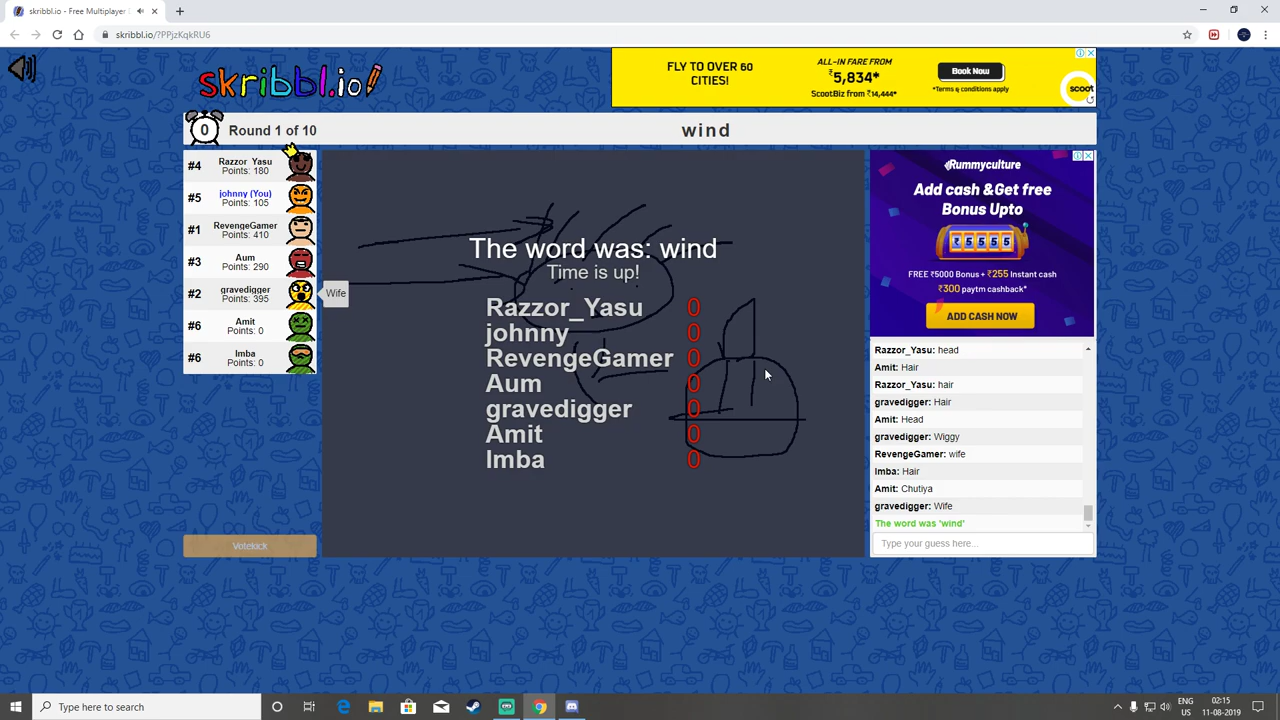 skribbl.io - Free Multiplayer
skribbl.io/?PPjzKqkRU6
skribbl.io
FLY TO OVER 60
CITIES!
ALL-IN FARE FROM
₹5,834*
ScootBiz from ₹14,444*
Book Now
*Terms & conditions apply
scoot
0
Round 1 of 10
wind
#4
Razzor Yasu
Points: 180
#5
johnny (You)
Points: 105
#1
RevengeGamer
Points: 410
#3
Aum
Points: 290
#2
gravedigger
Points: 395
Wife
#6
Amit
Points: 0
#6
Imba
Points: 0
Votekick
The word was: wind
Time is up!
Razzor_Yasu 0
johnny 0
RevengeGamer 0
Aum 0
gravedigger 0
Amit 0
Imba 0
Rummyculture
Add cash &Get free
Bonus Upto
₹5555
FREE ₹5000 Bonus + ₹255 Instant cash
₹300 paytm cashback*
ADD CASH NOW
Razzor_Yasu: head
Amit: Hair
Razzor_Yasu: hair
gravedigger: Hair
Amit: Head
gravedigger: Wiggy
RevengeGamer: wife
Imba: Hair
Amit: Chutiya
gravedigger: Wife
The word was 'wind'
Type your guess here...
Type here to search
ENG
US
02:15
11-08-2019